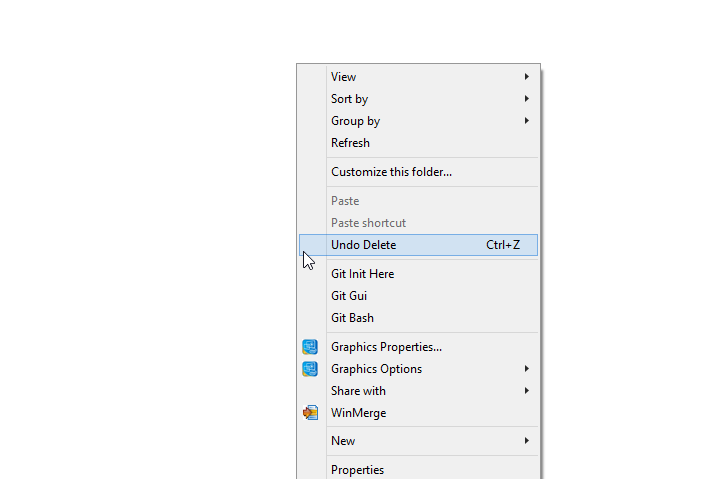 View
Sort by
Group by
Refresh
Customize this folder...
Paste
Paste shortcut
Undo Delete Ctrl+Z
Git Init Here
Git Gui
Git Bash
Graphics Properties...
Graphics Options
Share with
WinMerge
New
Properties